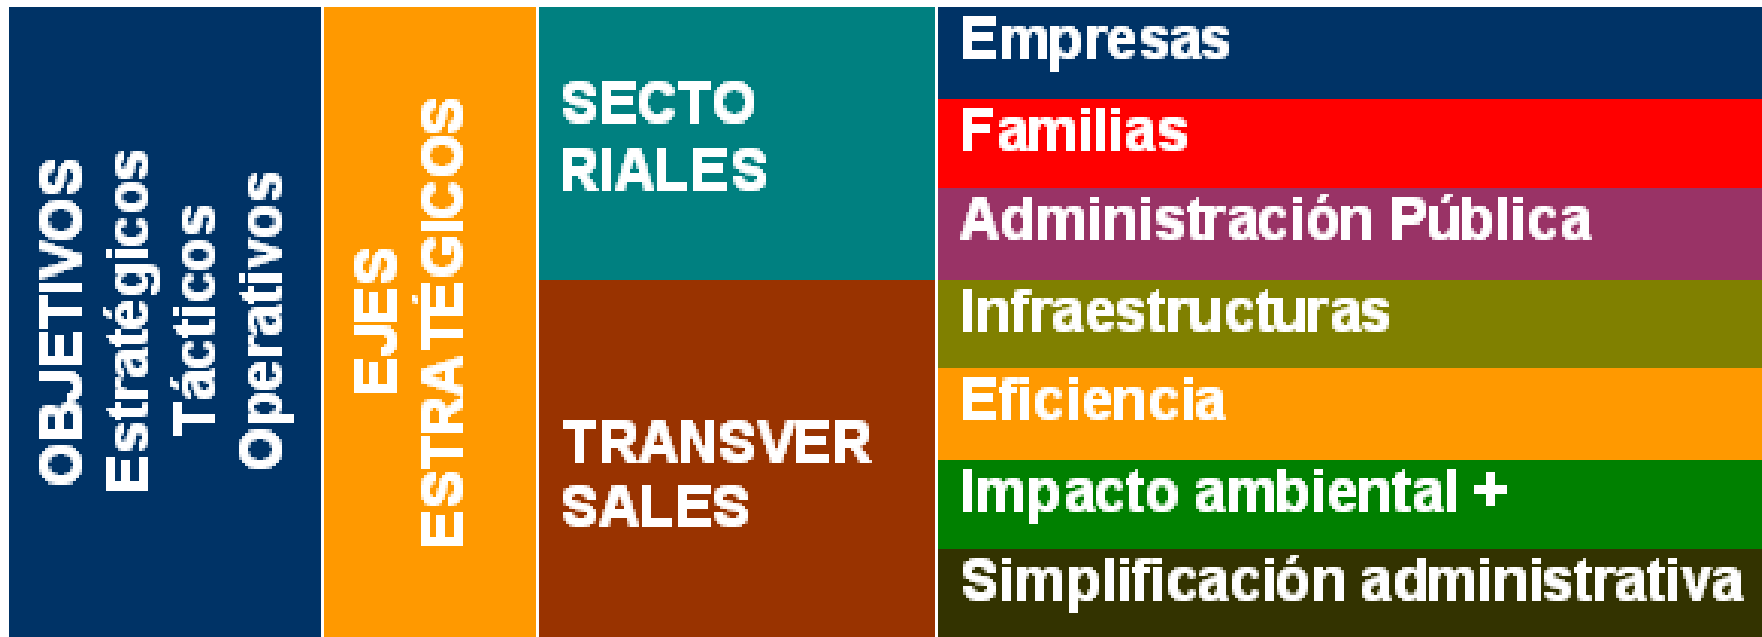 OBJETIVOS
Estratégicos
Tácticos
Operativos
EJES
ESTRATÉGICOS
SECTO
RIALES
TRANSVER
SALES
Empresas
Familias
Administración Pública
Infraestructuras
Eficiencia
Impacto ambiental +
Simplificación administrativa